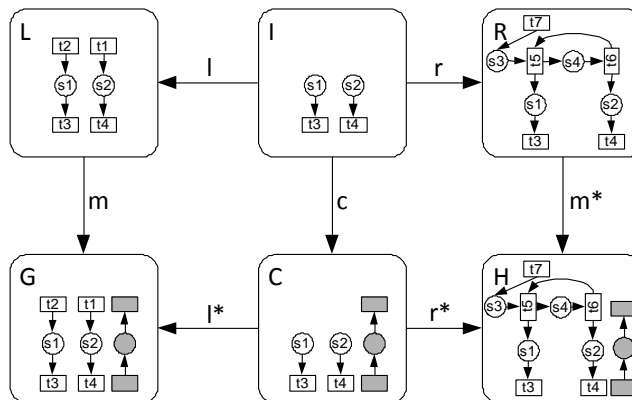 L
t2 t1
s1 s2
t3 t4
l
I
s1 s2
t3 t4
r
R
t7
s3 t5 s4 t6
s1 s2
t3 t4
m
c
m*
G
t2 t1
s1 s2
t3 t4
l*
C
s1 s2
t3 t4
r*
H
t7
s3 t5 s4 t6
s1 s2
t3 t4